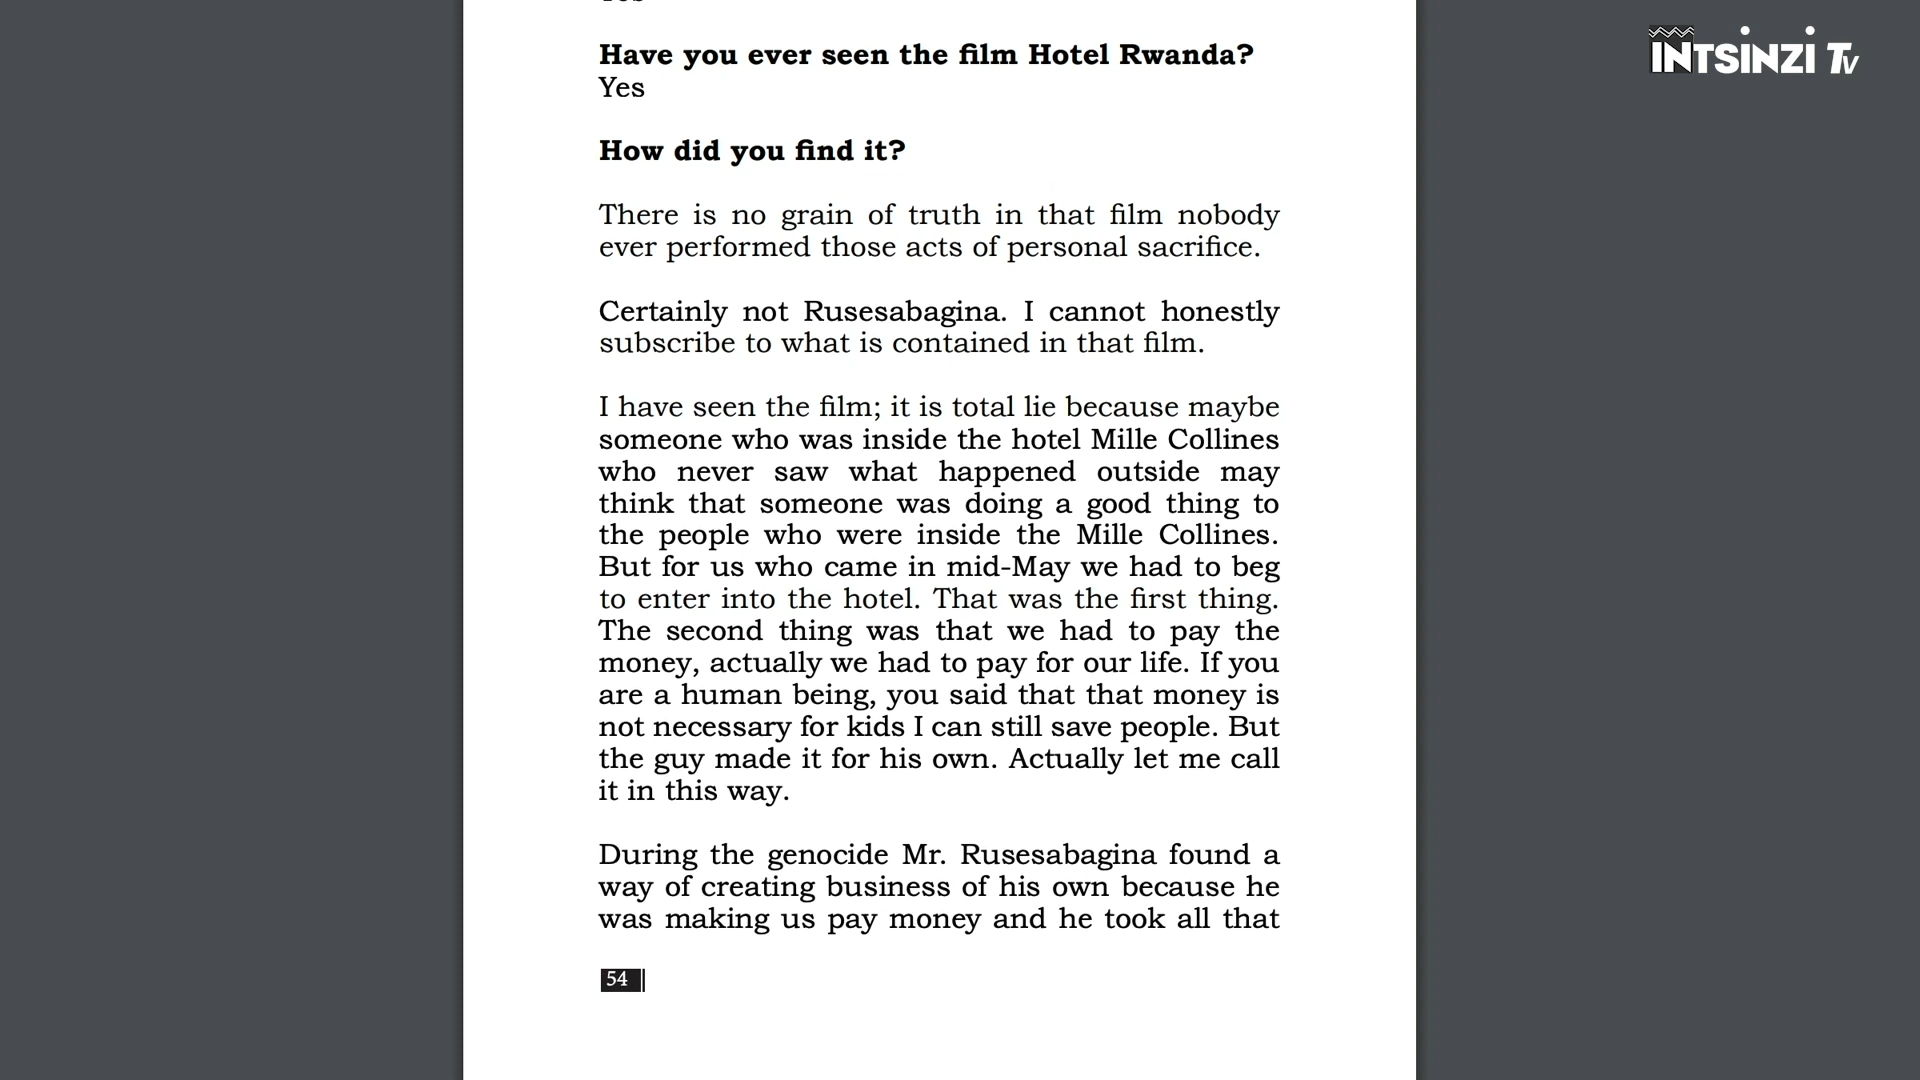 INTSINZI TV
Have you ever seen the film Hotel Rwanda?
Yes
How did you find it?
There is no grain of truth in that film nobody
ever performed those acts of personal sacrifice.
Certainly not Rusesabagina. I cannot honestly
subscribe to what is contained in that film.
I have seen the film; it is total lie because maybe
someone who was inside the hotel Mille Collines
who never saw what happened outside may
think that someone was doing a good thing to
the people who were inside the Mille Collines.
But for us who came in mid-May we had to beg
to enter into the hotel. That was the first thing.
The second thing was that we had to pay the
money, actually we had to pay for our life. If you
are a human being, you said that that money is
not necessary for kids I can still save people. But
the guy made it for his own. Actually let me call
it in this way.
During the genocide Mr. Rusesabagina found a
way of creating business of his own because he
was making us pay money and he took all that
54